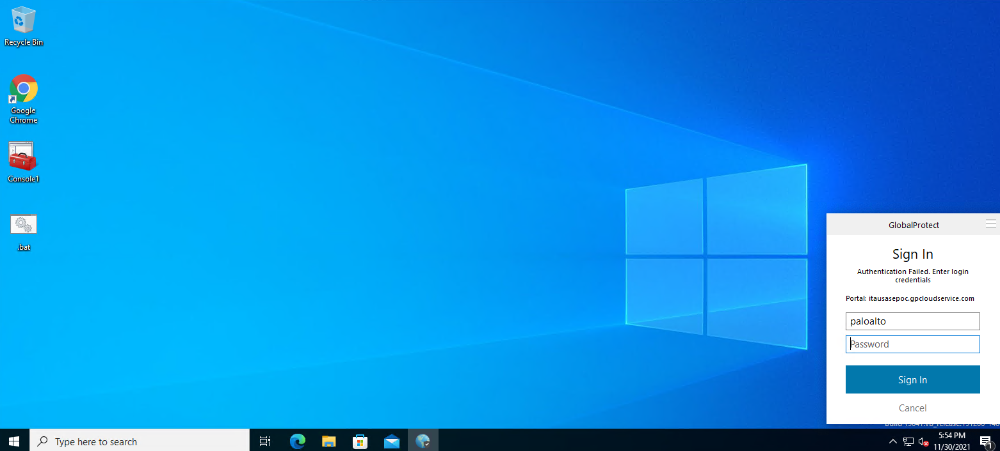 Recycle Bin
Google
Chrome
Console1
.bat
GlobalProtect
Sign In
Authentication Failed. Enter login
credentials
Portal: itausasepoc.gpcloudservice.com
paloalto
Password
Sign In
Cancel
Type here to search
5:54 PM
11/30/2021
1